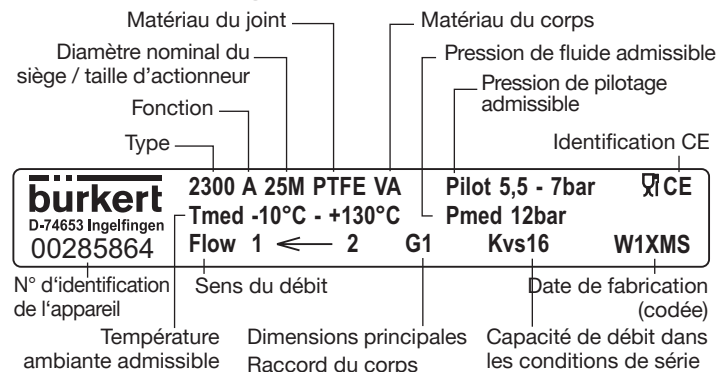 Matériau du joint
Matériau du corps
Diamètre nominal du
siège / taille d'actionneur
Pression de fluide admissible
Pression de pilotage
admissible
Fonction
Type
Identification CE
bürkert
D-74653 Ingelfingen
00285864
2300 A 25M PTFE VA Pilot 5,5 - 7bar CE
Tmed -10°C - +130°C Pmed 12bar
Flow 1 ← 2 G1 Kvs16 W1XMS
N° d'identification
de l'appareil
Sens du débit
Date de fabrication
(codée)
Température
ambiante admissible
Dimensions principales
Raccord du corps
Capacité de débit dans
les conditions de série